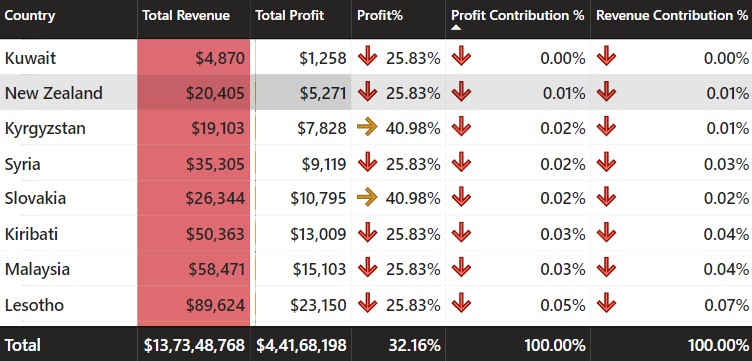 Country Total Revenue Total Profit Profit% Profit Contribution % Revenue Contribution %
Kuwait $4,870 $1,258 25.83% 0.00% 0.00%
New Zealand $20,405 $5,271 25.83% 0.01% 0.01%
Kyrgyzstan $19,103 $7,828 40.98% 0.02% 0.01%
Syria $35,305 $9,119 25.83% 0.02% 0.03%
Slovakia $26,344 $10,795 40.98% 0.02% 0.02%
Kiribati $50,363 $13,009 25.83% 0.03% 0.04%
Malaysia $58,471 $15,103 25.83% 0.03% 0.04%
Lesotho $89,624 $23,150 25.83% 0.05% 0.07%
Total $13,73,48,768 $4,41,68,198 32.16% 100.00% 100.00%